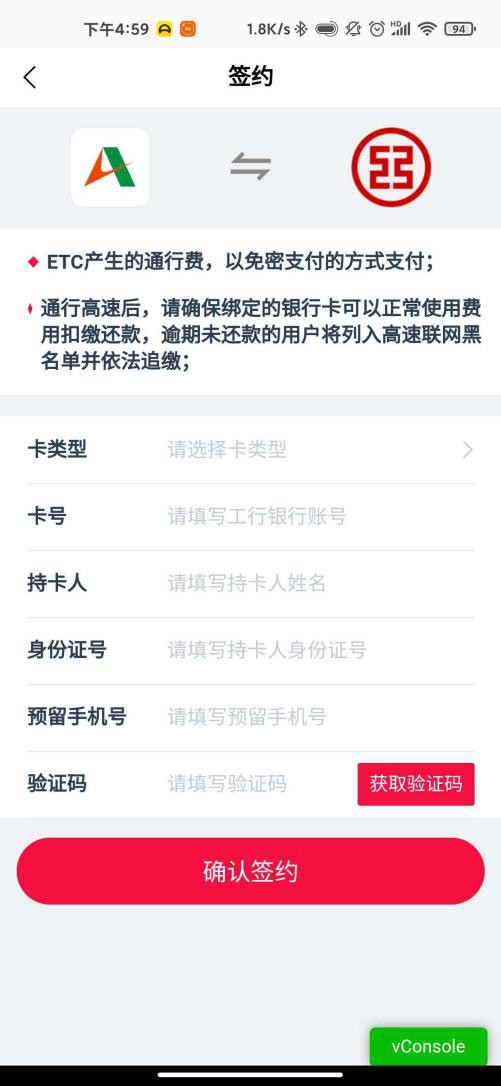 下午4:59
1.8K/s
HD
94
签约
ETC产生的通行费，以免密支付的方式支付；
通行高速后，请确保绑定的银行卡可以正常使用费
用扣缴还款，逾期未还款的用户将列入高速联网黑
名单并依法追缴；
卡类型 请选择卡类型
卡号 请填写工行银行账号
持卡人 请填写持卡人姓名
身份证号 请填写持卡人身份证号
预留手机号 请填写预留手机号
验证码 请填写验证码 获取验证码
确认签约
vConsole